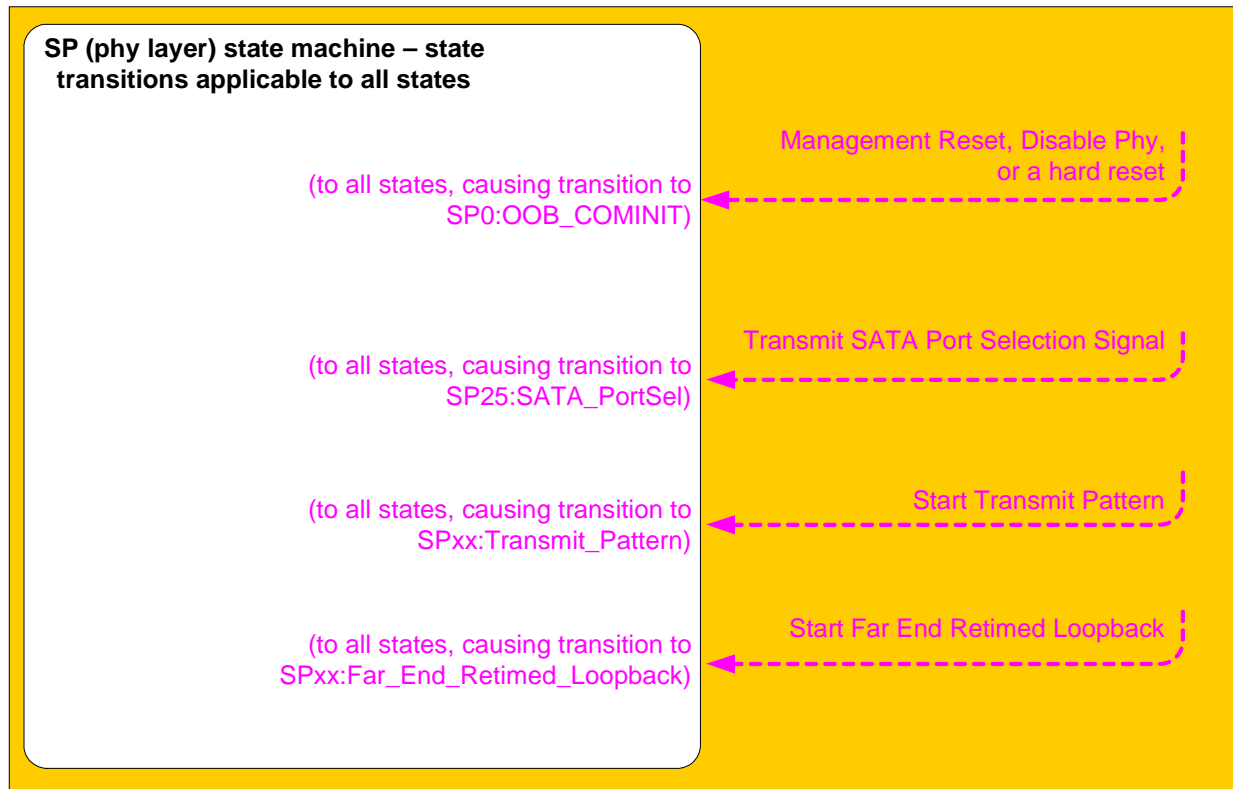 SP (phy layer) state machine – state
transitions applicable to all states
Management Reset, Disable Phy,
or a hard reset
(to all states, causing transition to
SP0:OOB_COMINIT)
Transmit SATA Port Selection Signal
(to all states, causing transition to
SP25:SATA_PortSel)
Start Transmit Pattern
(to all states, causing transition to
SPxx:Transmit_Pattern)
Start Far End Retimed Loopback
(to all states, causing transition to
SPxx:Far_End_Retimed_Loopback)